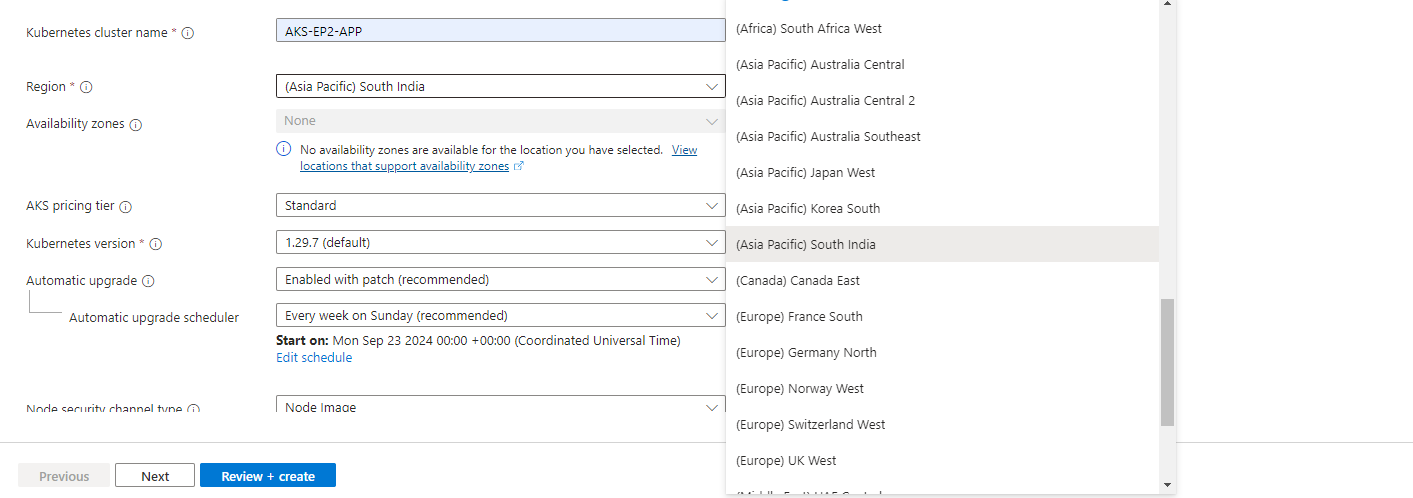 Kubernetes cluster name *
AKS-EP2-APP
Region *
(Asia Pacific) South India
Availability zones
None
No availability zones are available for the location you have selected. View
locations that support availability zones
AKS pricing tier
Standard
Kubernetes version *
1.29.7 (default)
Automatic upgrade
Enabled with patch (recommended)
Automatic upgrade scheduler
Every week on Sunday (recommended)
Start on: Mon Sep 23 2024 00:00 +00:00 (Coordinated Universal Time)
Edit schedule
Node security channel type
Node Image
Previous
Next
Review + create
(Africa) South Africa West
(Asia Pacific) Australia Central
(Asia Pacific) Australia Central 2
(Asia Pacific) Australia Southeast
(Asia Pacific) Japan West
(Asia Pacific) Korea South
(Asia Pacific) South India
(Canada) Canada East
(Europe) France South
(Europe) Germany North
(Europe) Norway West
(Europe) Switzerland West
(Europe) UK West
(Middle East) UAE Central